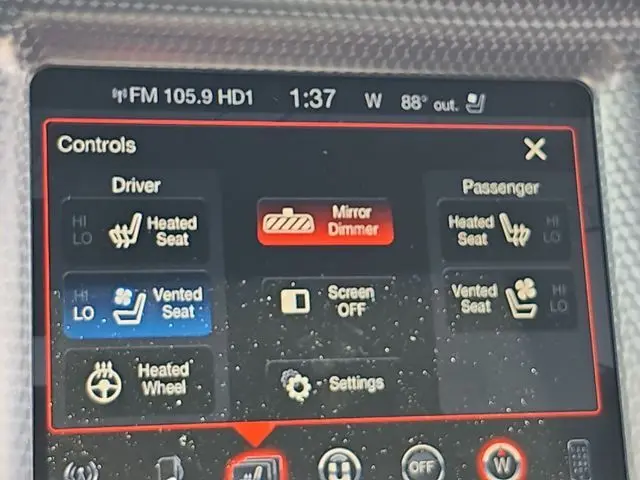 FM 105.9 HD1 1:37 W 88° out.
Controls
Driver
Passenger
HI
LO
Heated
Seat
Mirror
Dimmer
Heated
Seat
HI
LO
HI
LO
Vented
Seat
Screen
OFF
Vented
Seat
HI
LO
Heated
Wheel
Settings
OFF
W